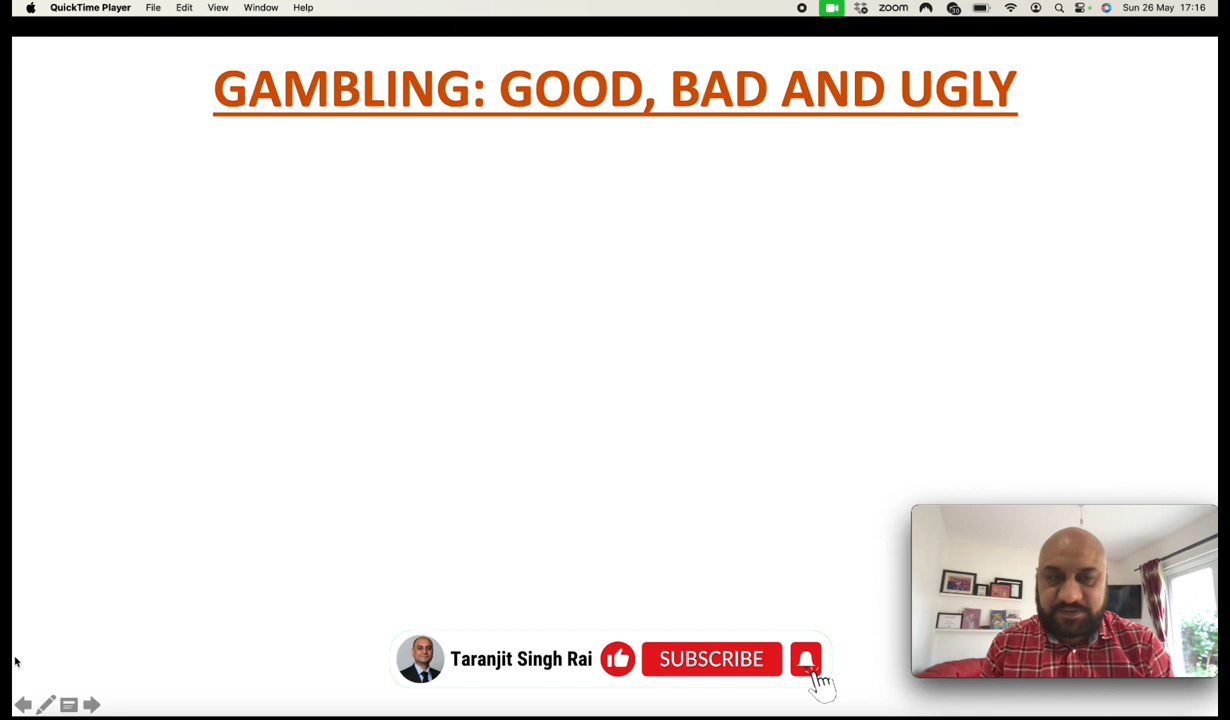 QuickTime Player File Edit View Window Help zoom 30 Sun 26 May 17:16
GAMBLING: GOOD, BAD AND UGLY
Taranjit Singh Rai SUBSCRIBE